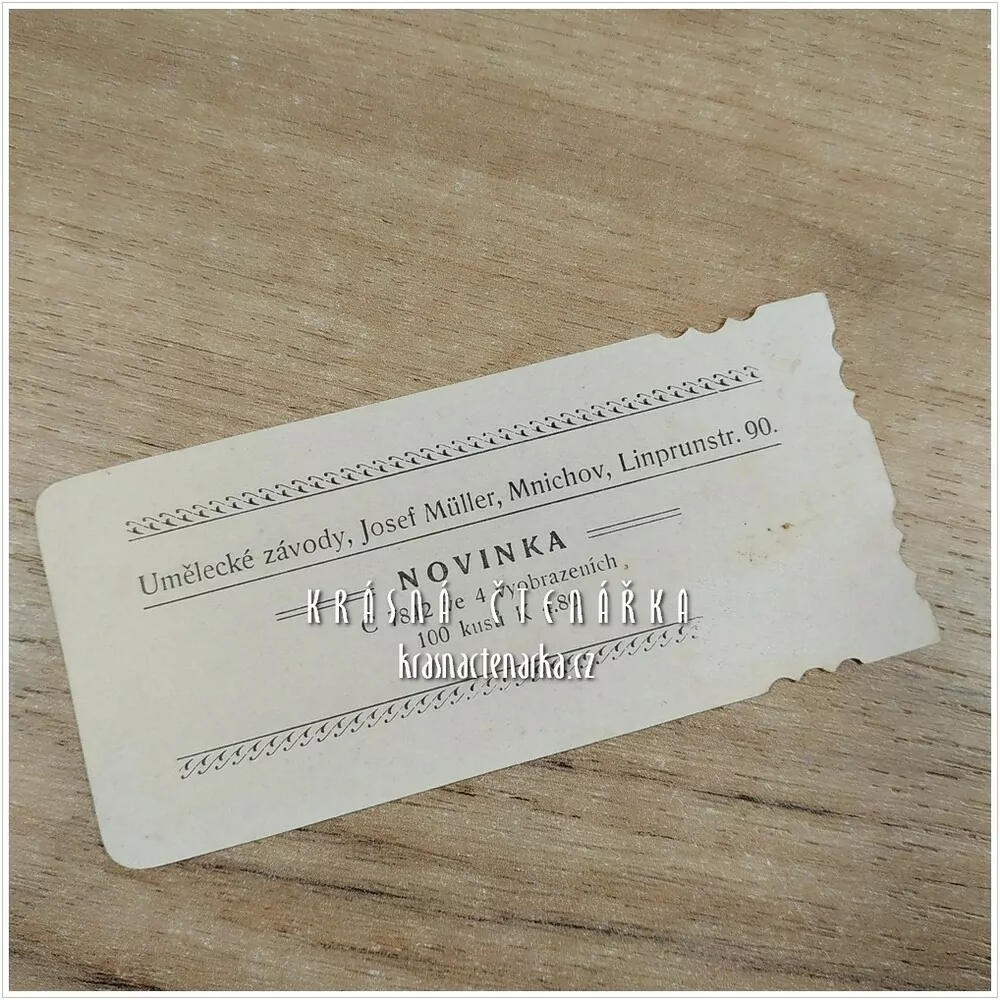 Umělecké závody, Josef Müller, Mnichov, Linprunstr. 90.
NOVINKA
ve 4 vyobrazeních
100 kusů K
KRÁSNÁ ČTENÁŘKA
krasnactenarka.cz